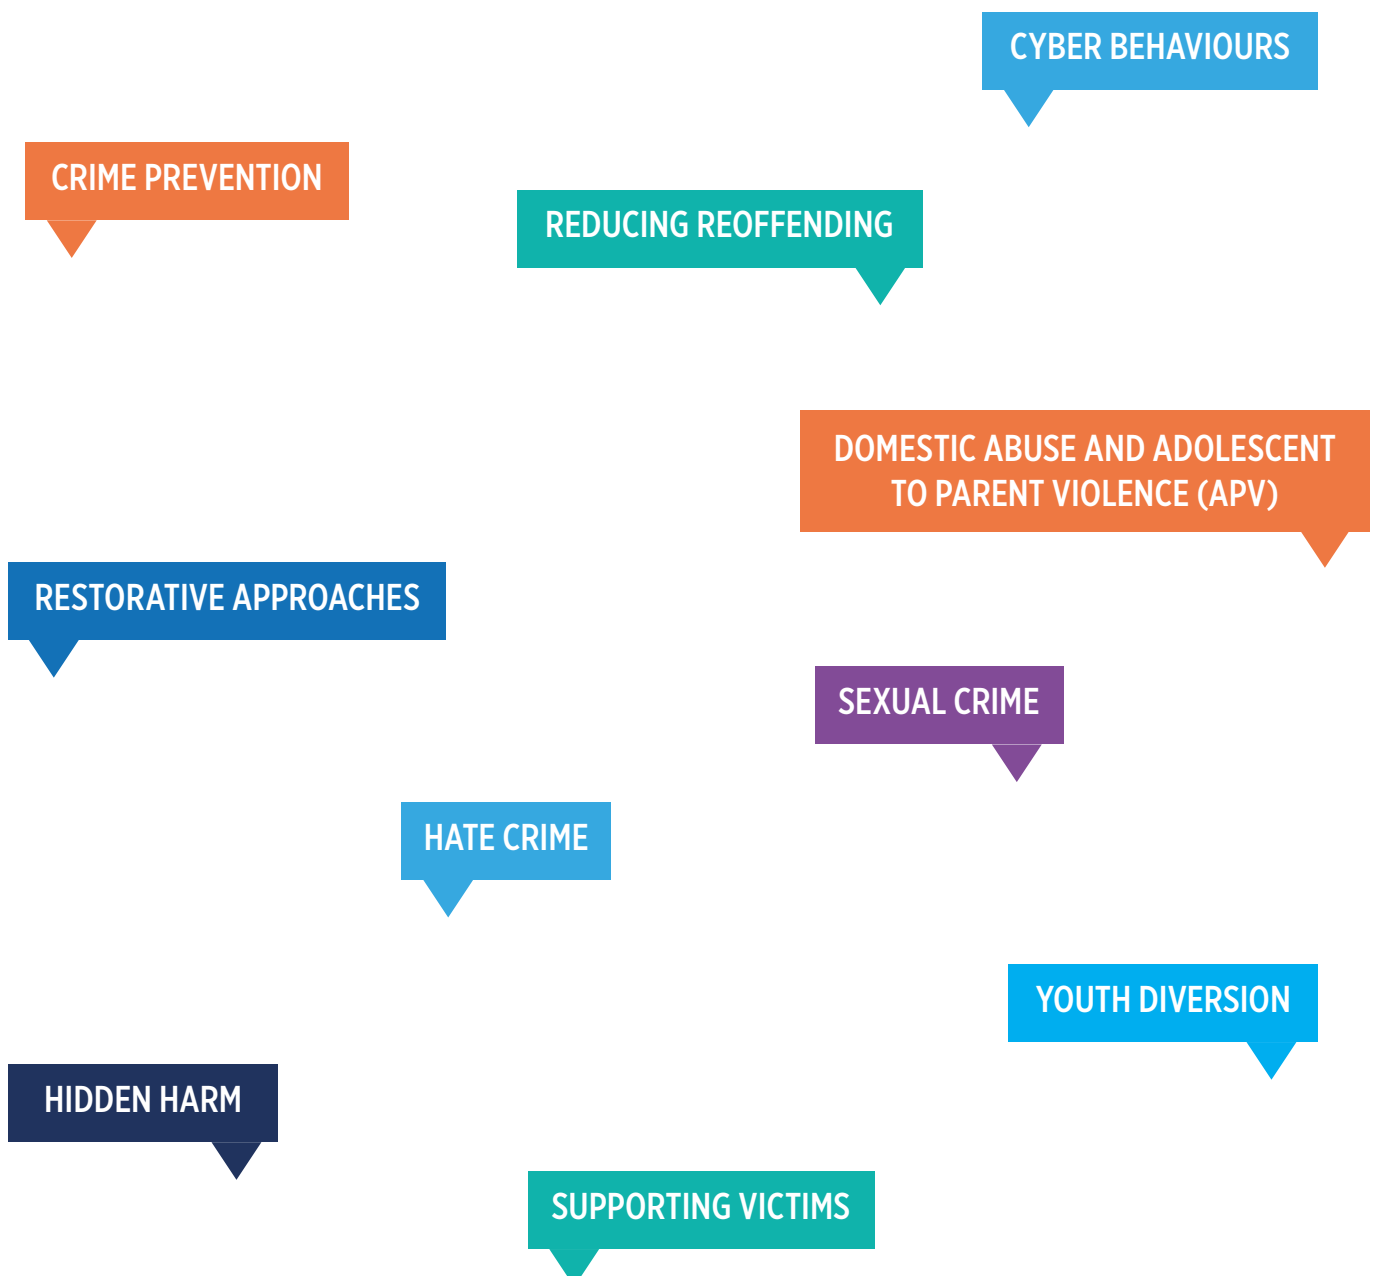 CYBER BEHAVIOURS
CRIME PREVENTION
REDUCING REOFFENDING
DOMESTIC ABUSE AND ADOLESCENT
TO PARENT VIOLENCE (APV)
RESTORATIVE APPROACHES
SEXUAL CRIME
HATE CRIME
YOUTH DIVERSION
HIDDEN HARM
SUPPORTING VICTIMS